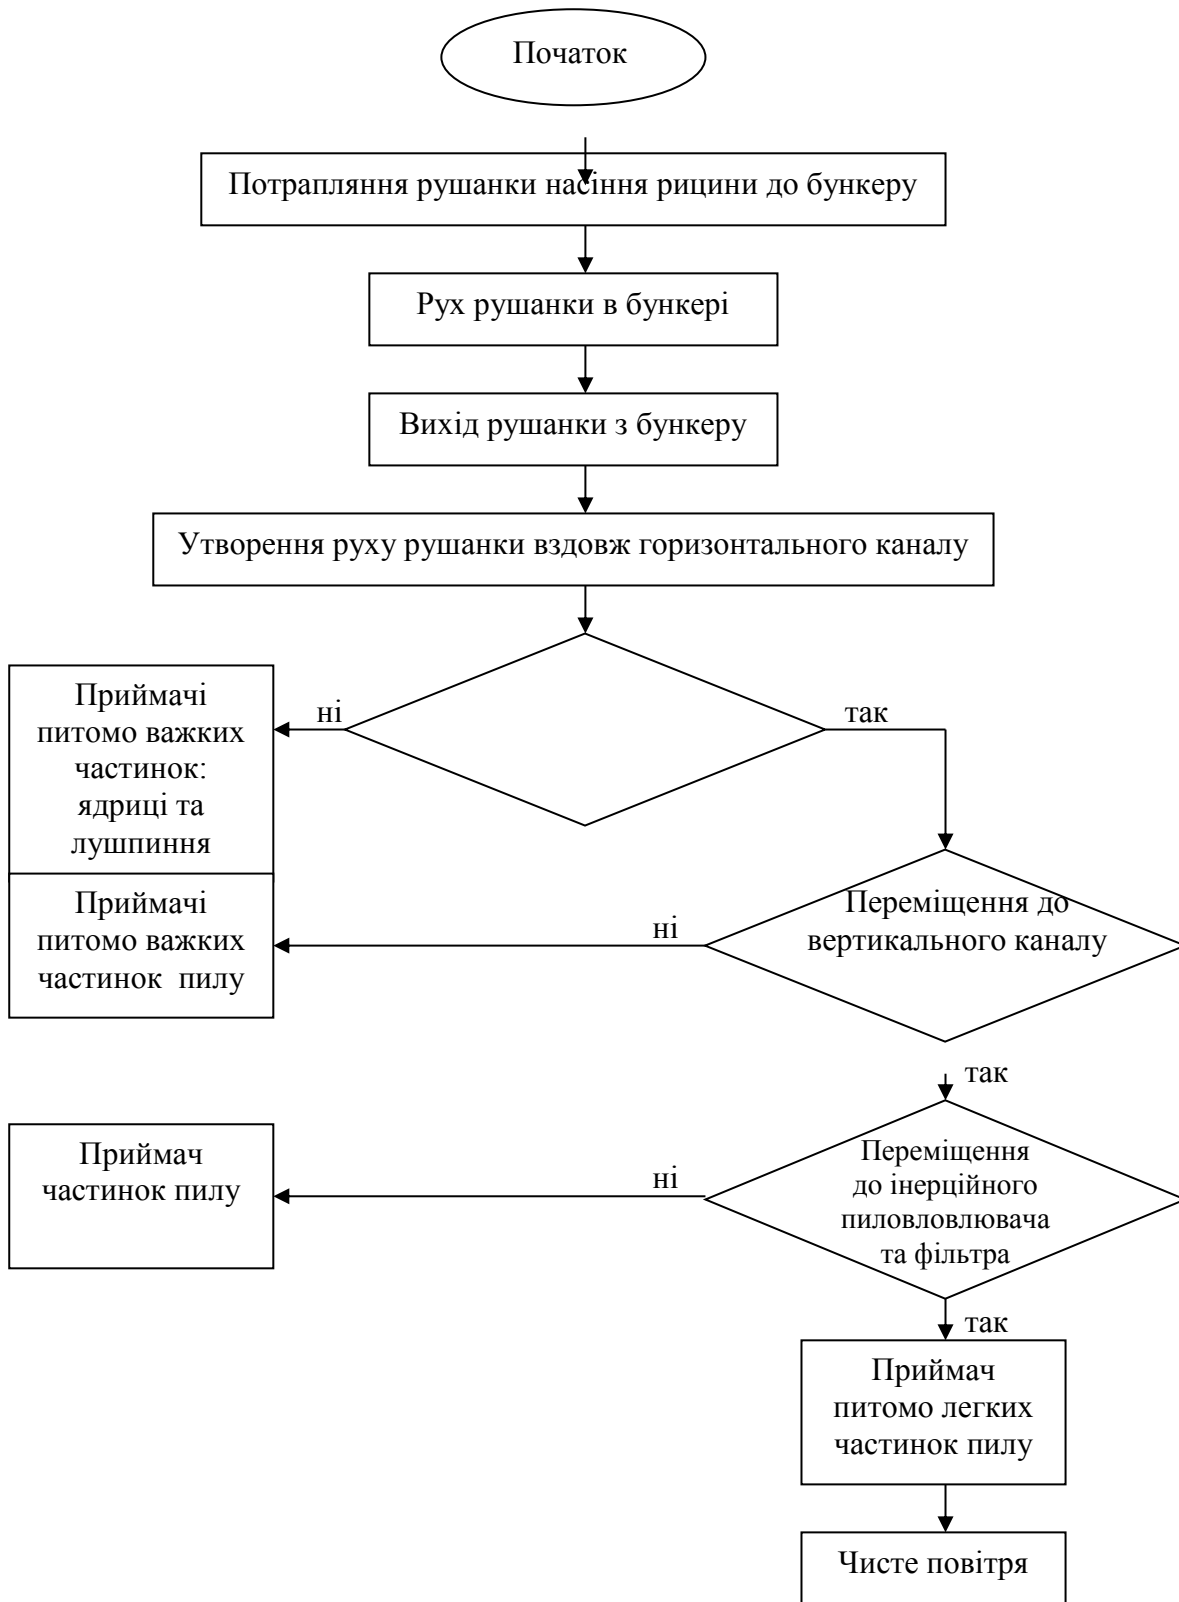 Початок
Потрапляння рушанки насіння рицини до бункеру
Рух рушанки в бункері
Вихід рушанки з бункеру
Утворення руху рушанки вздовж горизонтального каналу
ні
так
Приймачі
питомо важких
частинок:
ядриці та
лушпиння
Приймачі
питомо важких
частинок пилу
ні
Переміщення до
вертикального каналу
так
Приймач
частинок пилу
ні
Переміщення
до інерційного
пиловловлювача
та фільтра
так
Приймач
питомо легких
частинок пилу
Чисте повітря